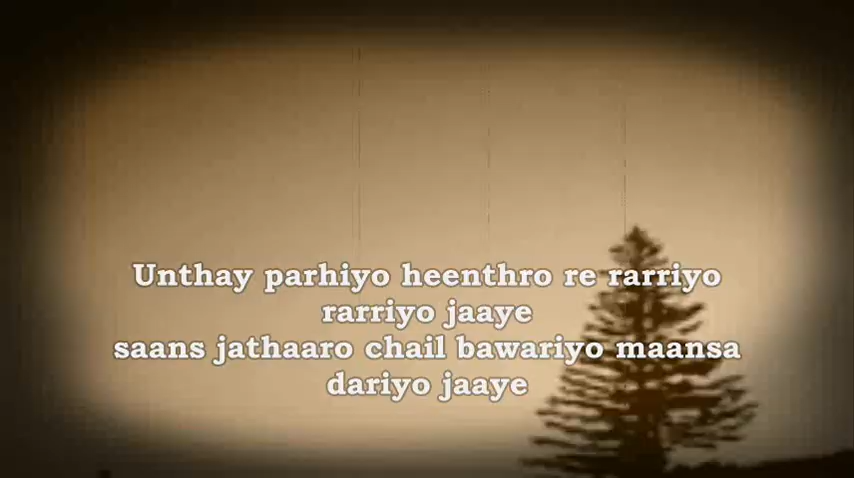 Unthay parhiyo heenthro re rarriyo
rarriyo jaaye
saans jathaaro chail bawariyo maansa
dariyo jaaye